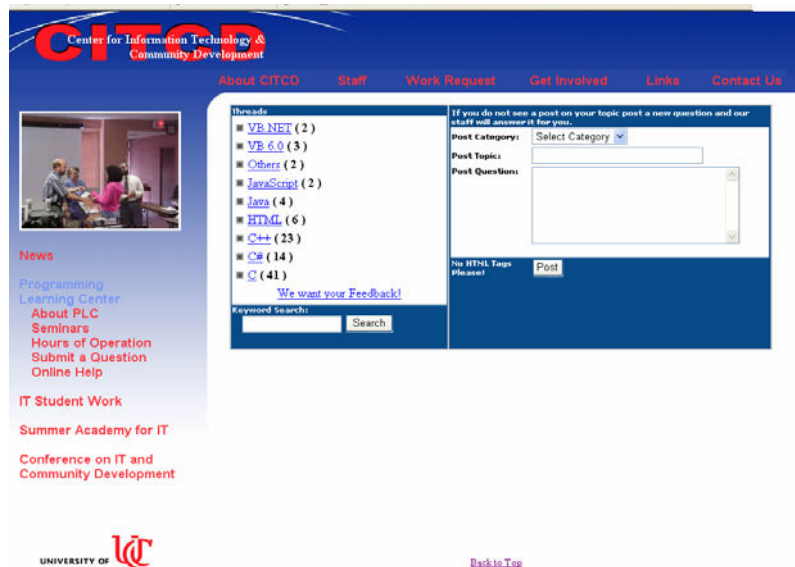 CITCD
Center for Information Technology &
Community Development
About CITCD Staff Work Request Get Involved Links Contact Us
News
Programming
Learning Center
About PLC
Seminars
Hours of Operation
Submit a Question
Online Help
IT Student Work
Summer Academy for IT
Conference on IT and
Community Development
UNIVERSITY OF UC
Threads
VB.NET ( 2 )
VB 6.0 ( 3 )
Others ( 2 )
JavaScript ( 2 )
Java ( 4 )
HTML ( 6 )
C++ ( 23 )
C# ( 14 )
C ( 41 )
We want your Feedback!
Keyword Search:
Search
If you do not see a post on your topic post a new question and our
staff will answer it for you.
Post Category: Select Category
Post Topic:
Post Question:
No HTML Tags
Please!
Post
Back to Top